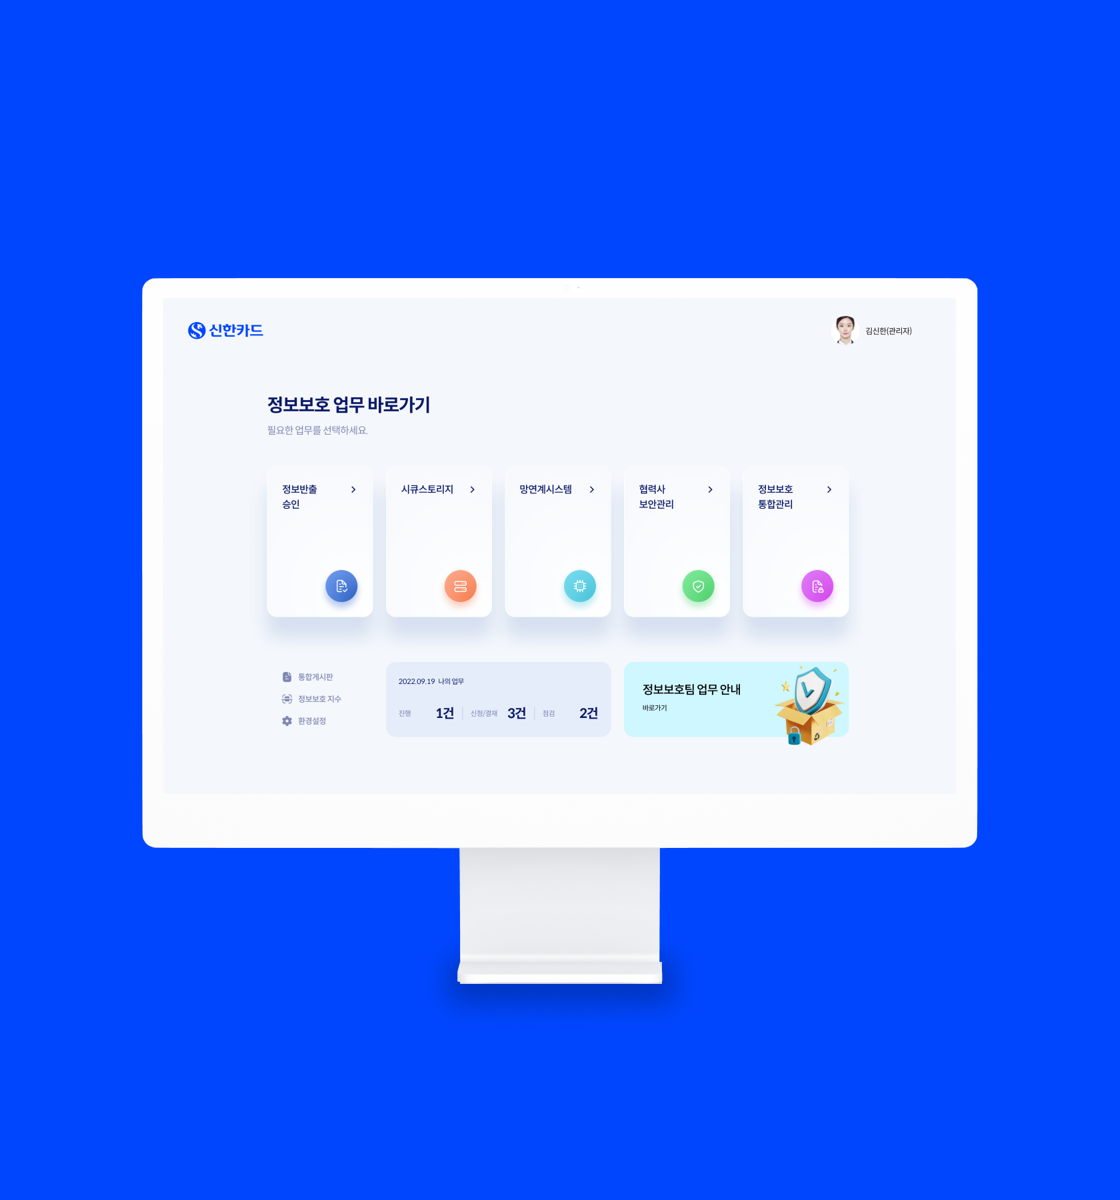 신한카드
김신한(관리자)
정보보호 업무 바로가기
필요한 업무를 선택하세요.
정보반출
승인
시큐스토리지
망연계시스템
협력사
보안관리
정보보호
통합관리
통합게시판
정보보호 지수
환경설정
2022.09.19 나의 업무
진행 1건 신청/결재 3건 점검 2건
정보보호팀 업무 안내
바로가기